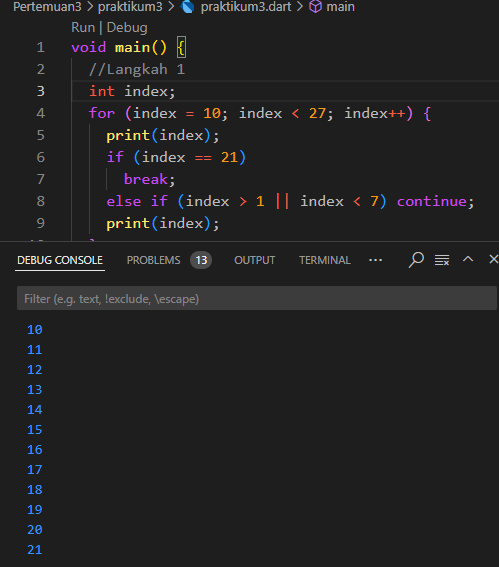 Pertemuan3 > praktikum3 > praktikum3.dart > main
Run | Debug
1 void main() {
2 //Langkah 1
3 int index;
4 for (index = 10; index < 27; index++) {
5 print(index);
6 if (index == 21)
7 break;
8 else if (index > 1 || index < 7) continue;
9 print(index);
DEBUG CONSOLE PROBLEMS 13 OUTPUT TERMINAL ···
Filter (e.g. text, !exclude, \escape)
10
11
12
13
14
15
16
17
18
19
20
21